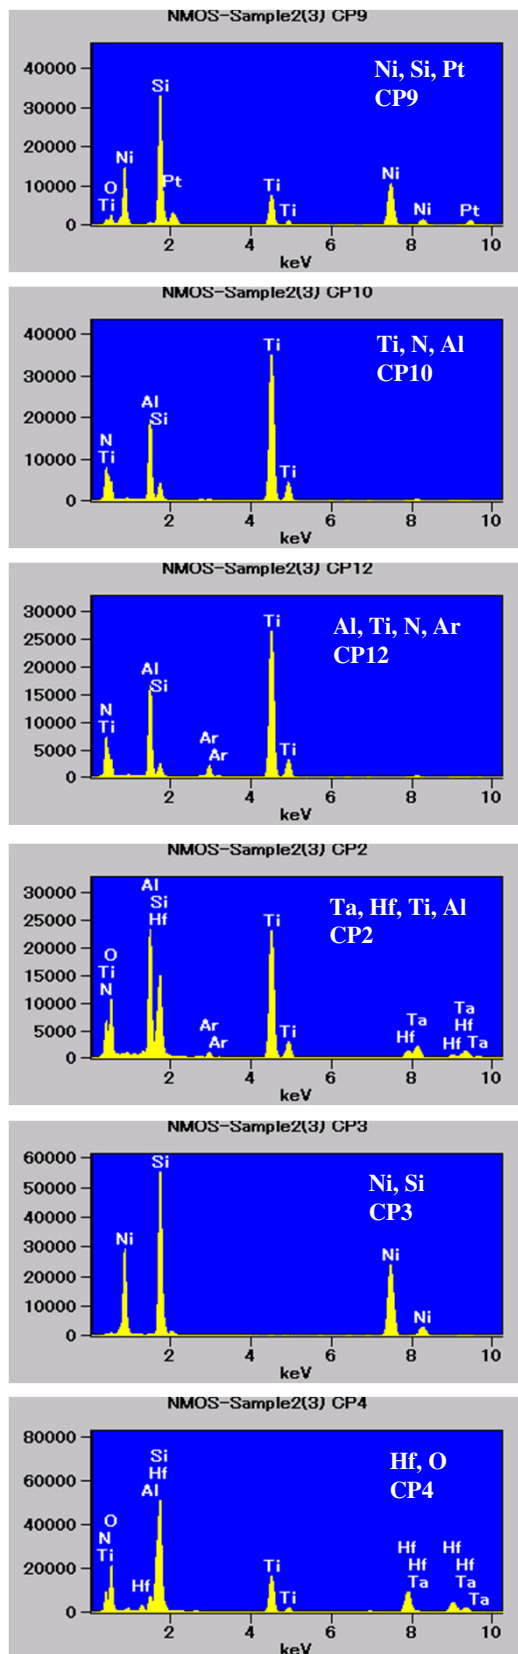 NMOS-Sample2(3) CP9
Ni, Si, Pt
CP9
40000
30000
20000
10000
0
Si
Ni
O
Ti
Pt
Ti
Ti
Ni
Ni
Pt
2 4 6 8 10
keV
NMOS-Sample2(3) CP10
Ti, N, Al
CP10
40000
30000
20000
10000
0
N
Ti
Al
Si
Ti
Ti
2 4 6 8 10
keV
NMOS-Sample2(3) CP12
Al, Ti, N, Ar
CP12
30000
25000
20000
15000
10000
5000
0
N
Ti
Al
Si
Ar
Ar
Ti
Ti
2 4 6 8 10
keV
NMOS-Sample2(3) CP2
Ta, Hf, Ti, Al
CP2
30000
25000
20000
15000
10000
5000
0
O
Ti
N
Al
Si
Hf
Ar
Ar
Ti
Ti
Ta
Hf
Ta
Hf
Hf
Ta
2 4 6 8 10
keV
NMOS-Sample2(3) CP3
Ni, Si
CP3
60000
50000
40000
30000
20000
10000
0
Ni
Si
Ni
Ni
2 4 6 8 10
keV
NMOS-Sample2(3) CP4
Hf, O
CP4
80000
60000
40000
20000
0
O
N
Ti
Hf
Si
Hf
Al
Ti
Ti
Hf
Hf
Ta
Hf
Hf
Ta
Ta
2 4 6 8 10
keV